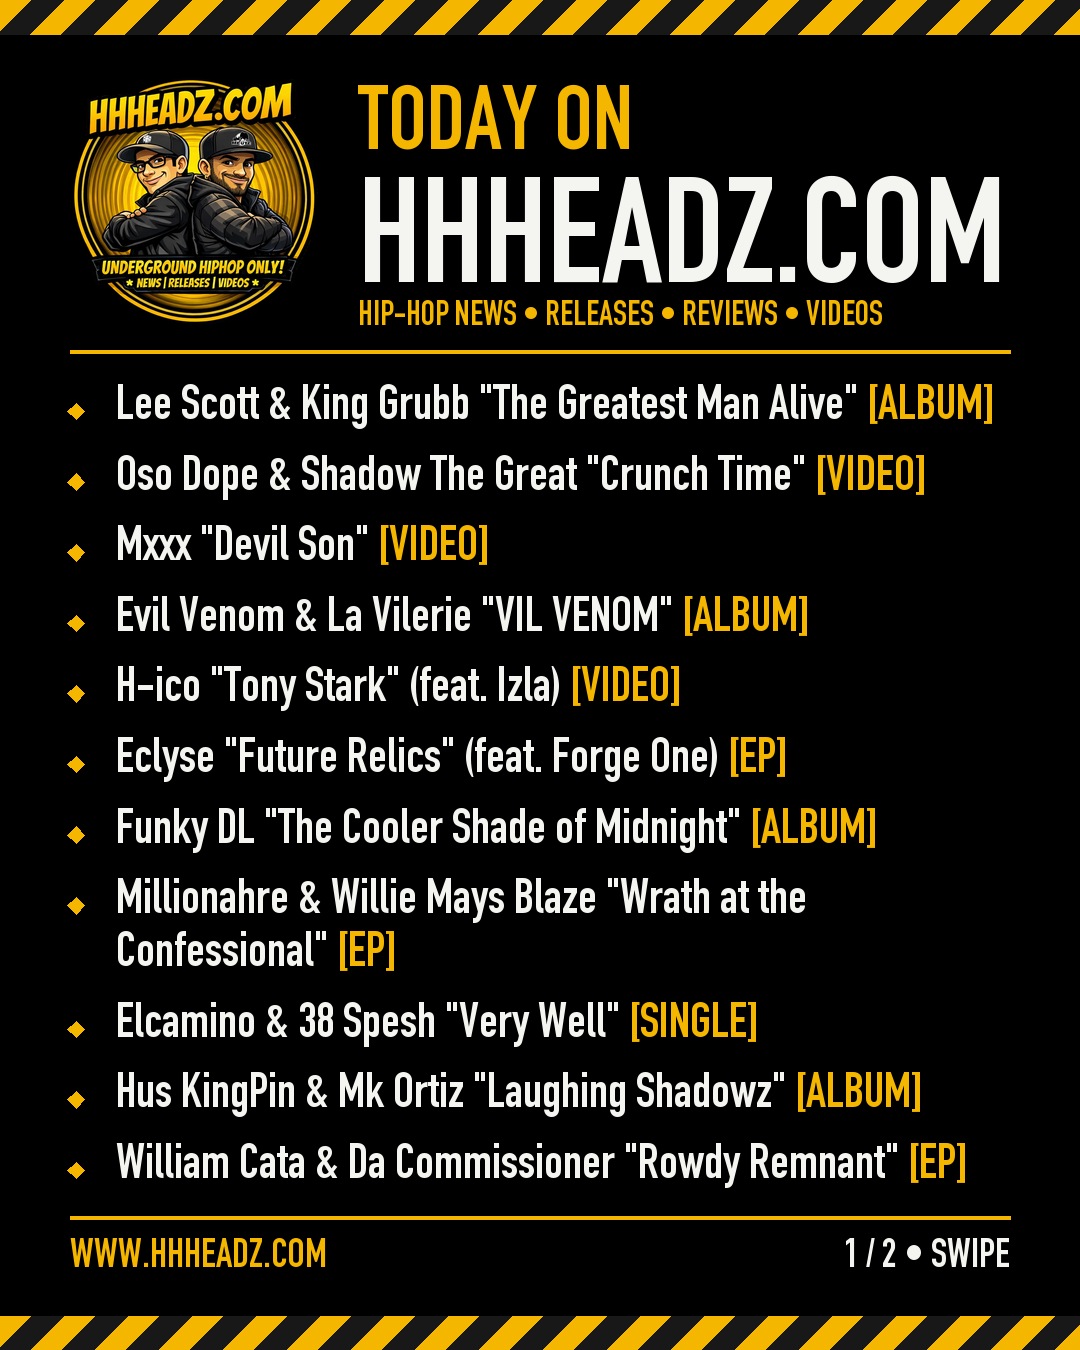 HHHEADZ.COM
UNDERGROUND HIPHOP ONLY!
★ NEWS | RELEASES | VIDEOS ★
TODAY ON
HHHEADZ.COM
HIP-HOP NEWS • RELEASES • REVIEWS • VIDEOS
◆ Lee Scott & King Grubb "The Greatest Man Alive" [ALBUM]
◆ Oso Dope & Shadow The Great "Crunch Time" [VIDEO]
◆ Mxxx "Devil Son" [VIDEO]
◆ Evil Venom & La Vilerie "VIL VENOM" [ALBUM]
◆ H-ico "Tony Stark" (feat. Izla) [VIDEO]
◆ Eclyse "Future Relics" (feat. Forge One) [EP]
◆ Funky DL "The Cooler Shade of Midnight" [ALBUM]
◆ Millionahre & Willie Mays Blaze "Wrath at the
Confessional" [EP]
◆ Elcamino & 38 Spesh "Very Well" [SINGLE]
◆ Hus KingPin & Mk Ortiz "Laughing Shadowz" [ALBUM]
◆ William Cata & Da Commissioner "Rowdy Remnant" [EP]
WWW.HHHEADZ.COM
1 / 2 • SWIPE